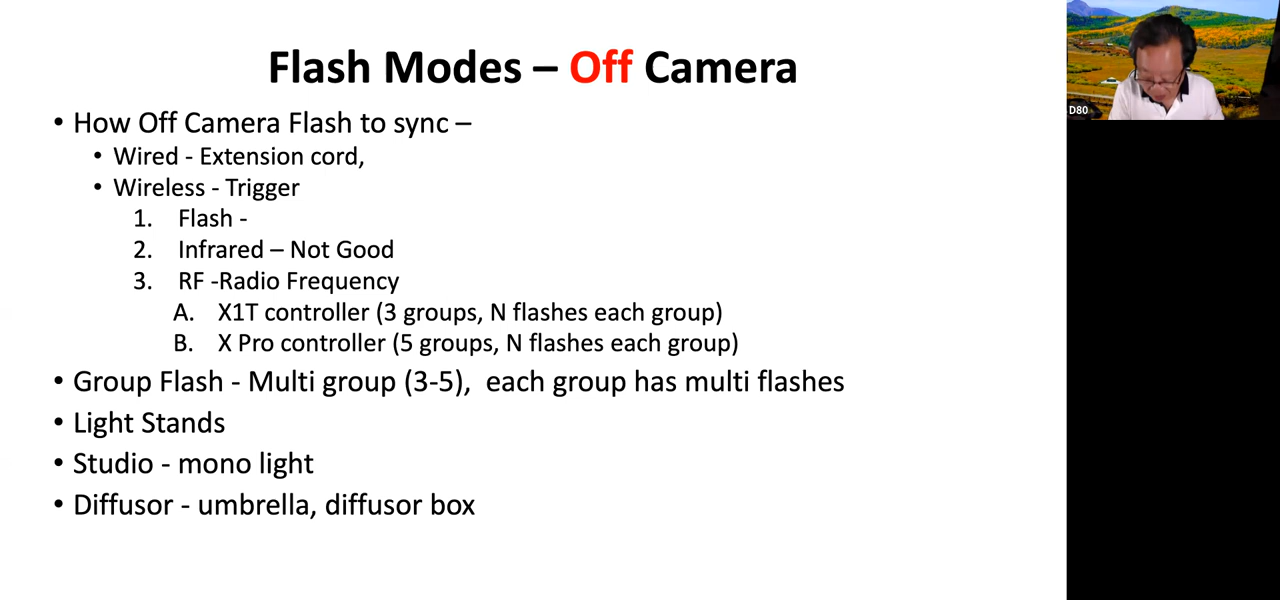 Flash Modes – Off Camera
• How Off Camera Flash to sync –
• Wired - Extension cord,
• Wireless - Trigger
1. Flash -
2. Infrared – Not Good
3. RF -Radio Frequency
A. X1T controller (3 groups, N flashes each group)
B. X Pro controller (5 groups, N flashes each group)
• Group Flash - Multi group (3-5), each group has multi flashes
• Light Stands
• Studio - mono light
• Diffusor - umbrella, diffusor box
D80